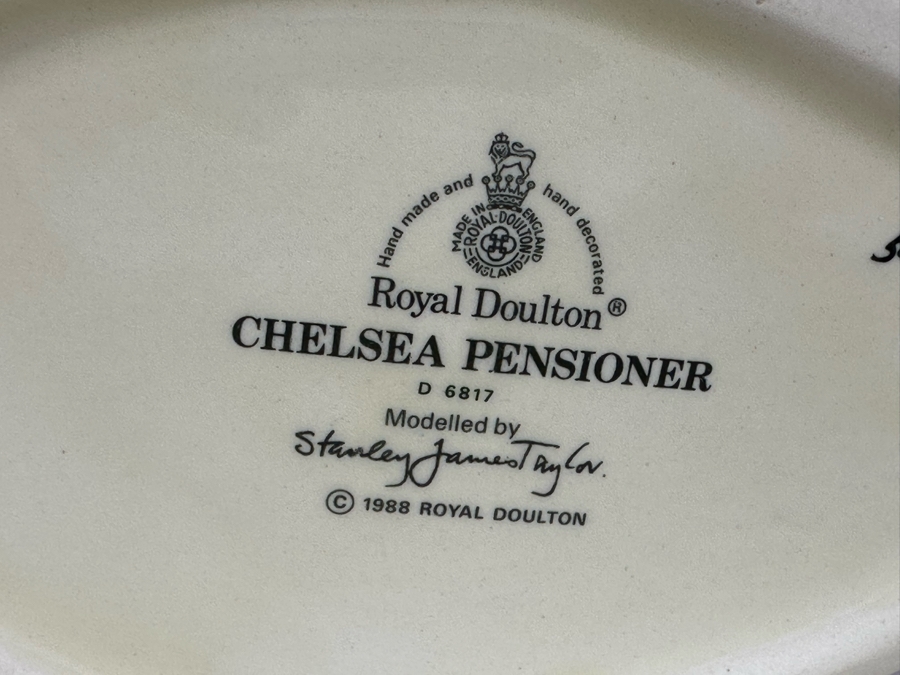 Hand made and hand decorated
MADE IN ENGLAND
ROYAL·DOULTON
ENGLAND
Royal Doulton®
CHELSEA PENSIONER
D 6817
Modelled by
Stanley James Taylor.
© 1988 ROYAL DOULTON